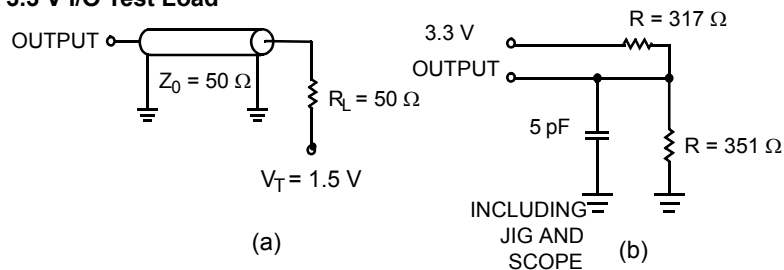 3.3 V I/O Test Load
OUTPUT
Z0 = 50 Ω
RL = 50 Ω
VT = 1.5 V
(a)
3.3 V
OUTPUT
R = 317 Ω
5 pF
R = 351 Ω
INCLUDING
JIG AND
SCOPE
(b)